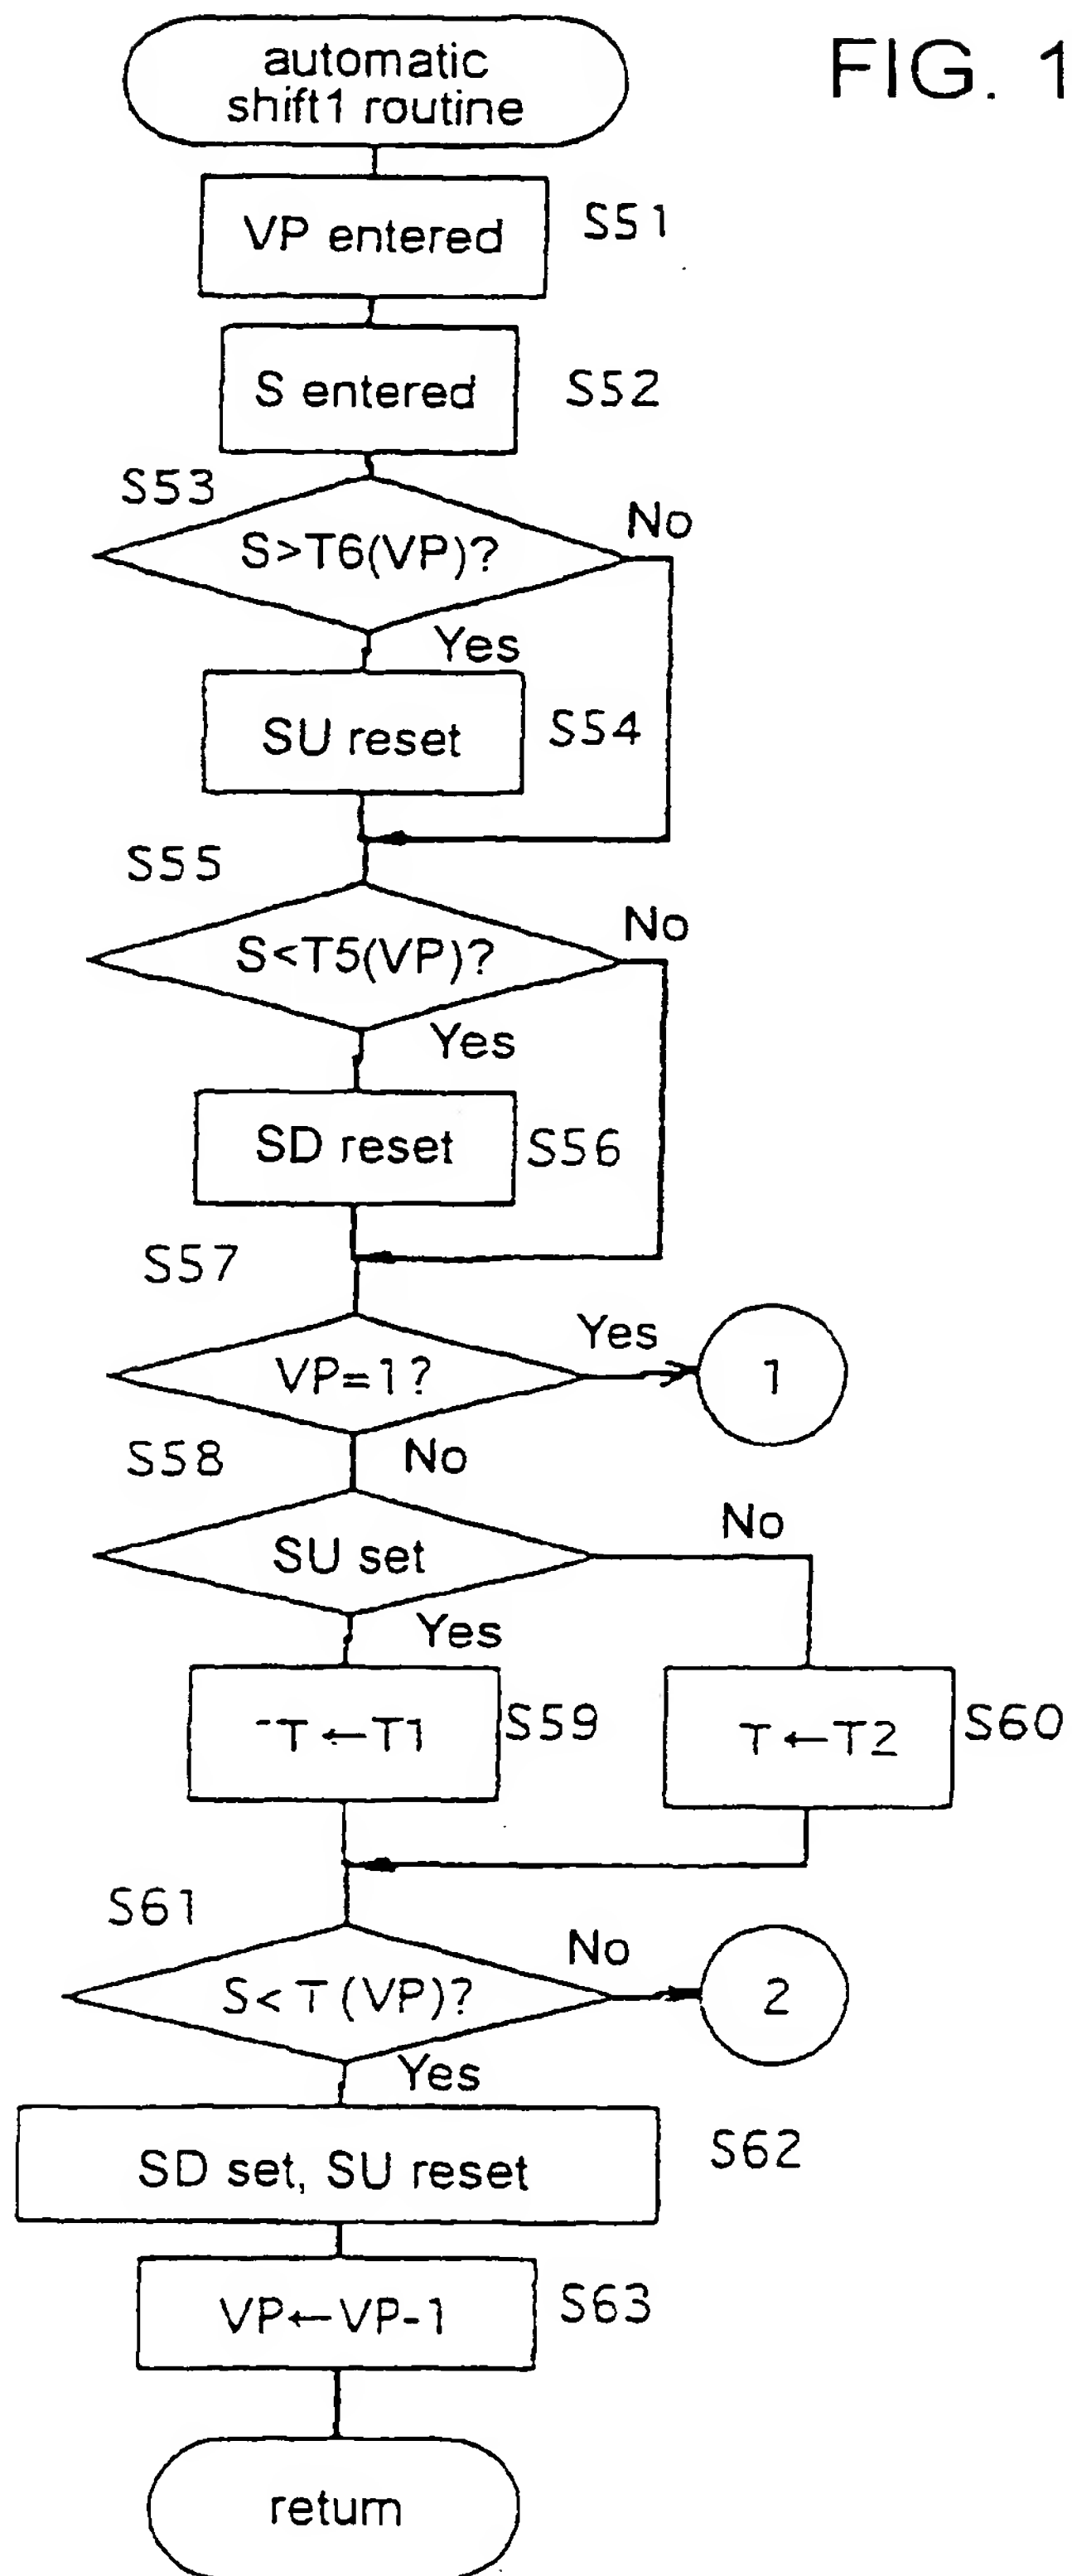 FIG. 1
automatic
shift1 routine
VP entered
S51
S entered
S52
S53
S>T6(VP)?
No
Yes
SU reset
S54
S55
S<T5(VP)?
No
Yes
SD reset
S56
S57
VP=1?
Yes
1
No
S58
SU set
No
Yes
T←T1
S59
T←T2
S60
S61
S<T(VP)?
No
2
Yes
SD set, SU reset
S62
VP←VP-1
S63
return